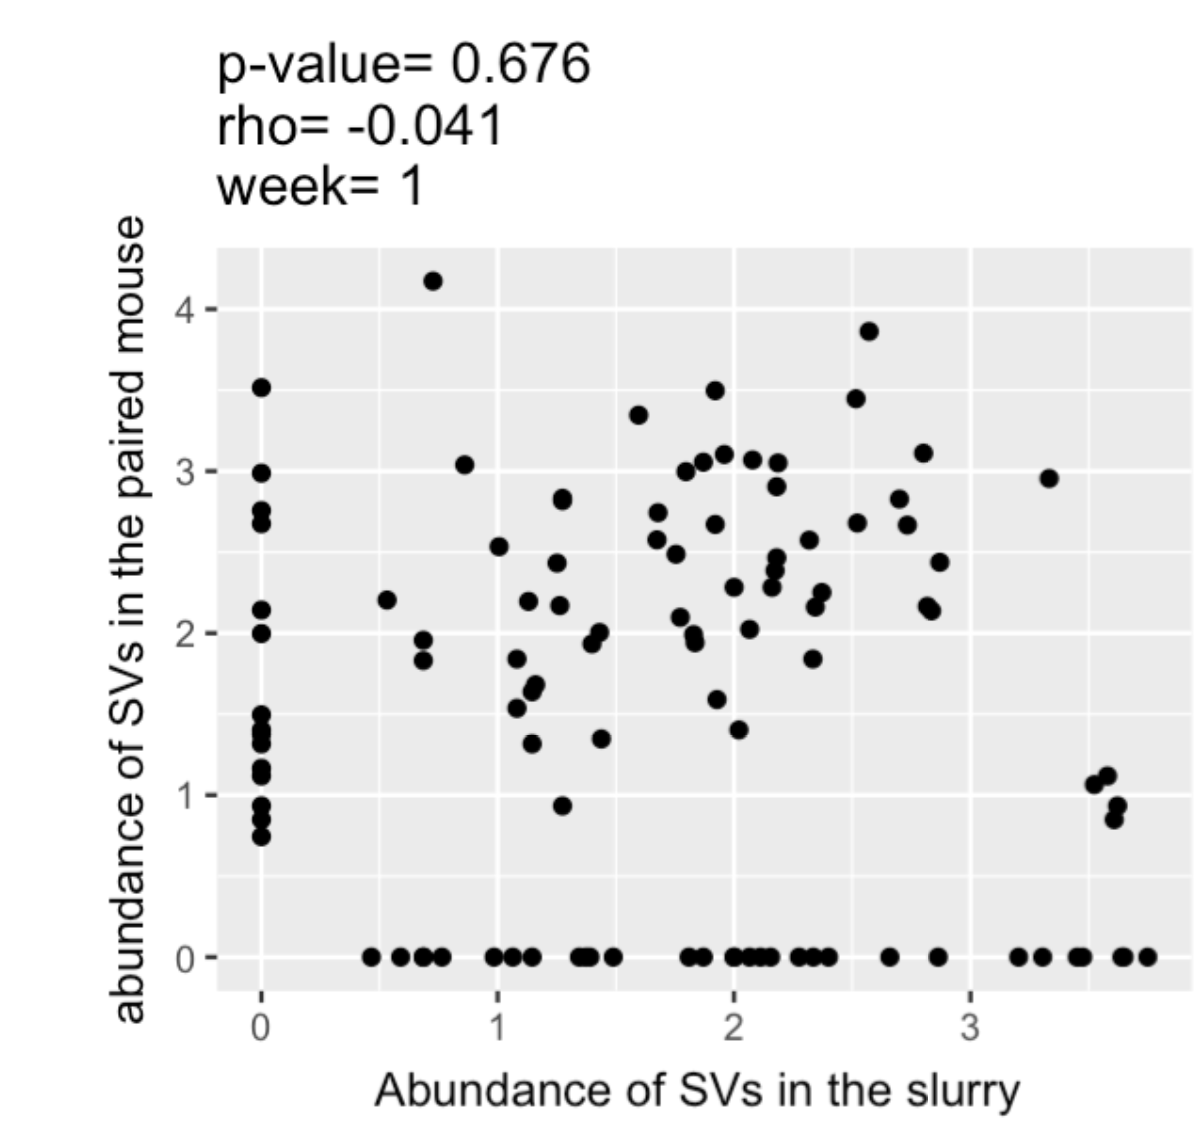 p-value= 0.676
rho= -0.041
week= 1
abundance of SVs in the paired mouse
4
3
2
1
0
0 1 2 3
Abundance of SVs in the slurry